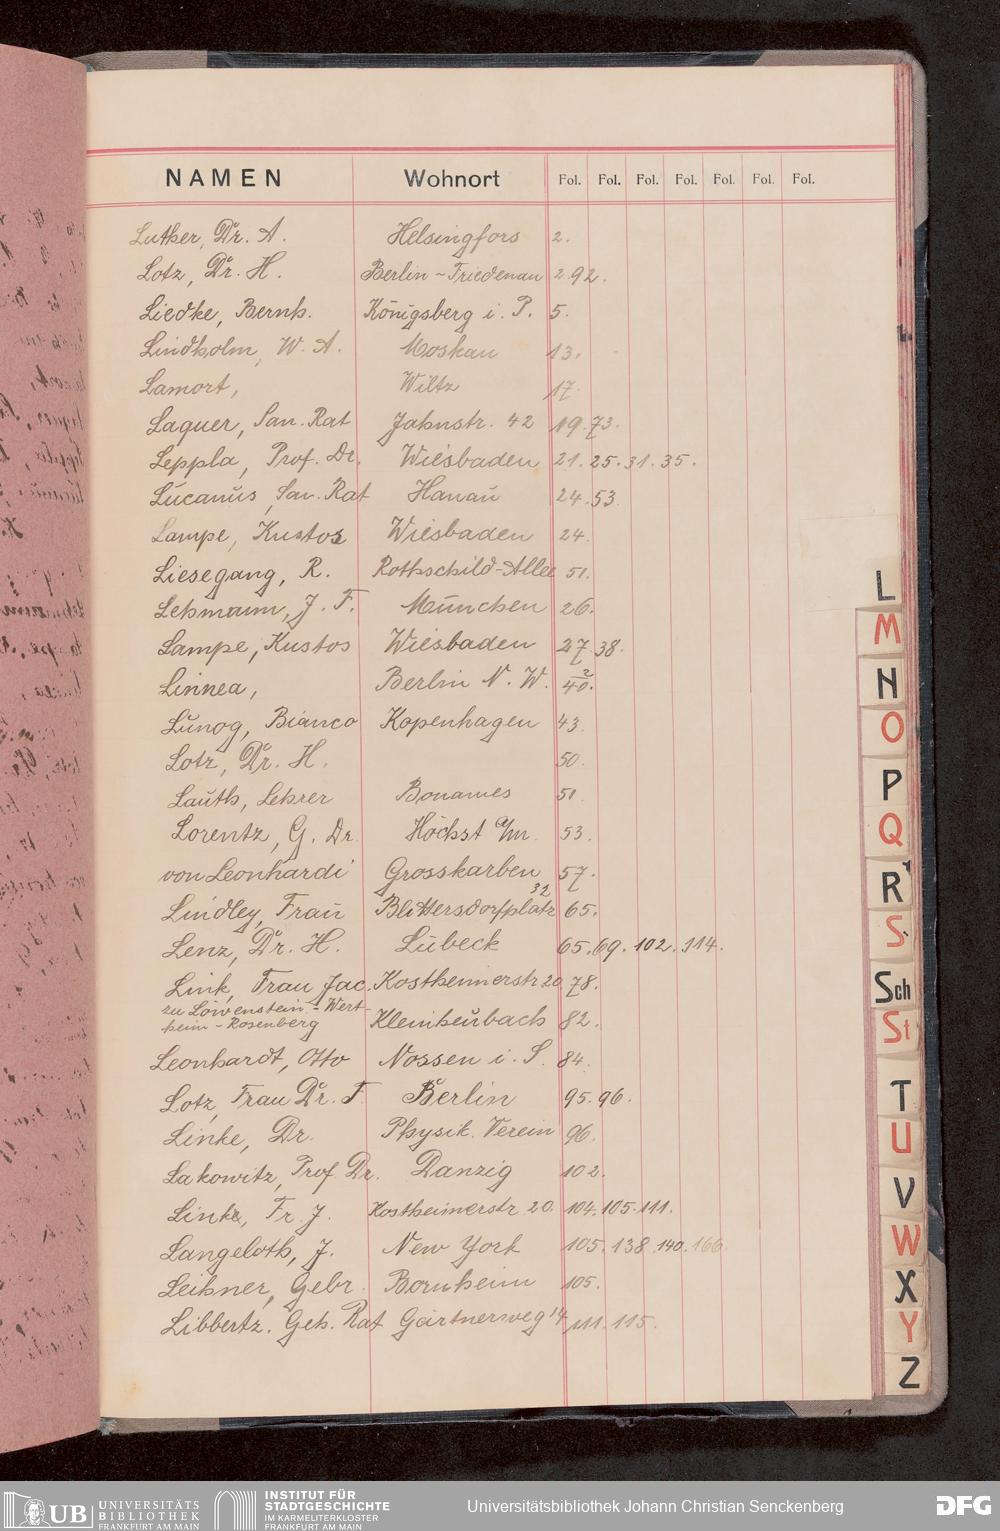 NAMEN Wohnort Fol. Fol. Fol. Fol. Fol. Fol. Fol.
Luther, Dr. A. Helsingfors 2.
Lotz, Dr. H. Berlin-Friedenau 2 92.
Liedke, Bernh. Königsberg i. P. 5.
Lindholm, W. A. Moskau 13.
Lamort, Wiltz 17.
Laquer, San. Rat Jahnstr. 42 19. 73.
Leppla, Prof. Dr. Wiesbaden 21. 25. 31. 35.
Lucanus, San. Rat Hanau 24. 53.
Lampe, Kustos Wiesbaden 24.
Liesegang, R. Rothschild-Allee 51.
Lehmann, J. F. München 26.
Lampe, Kustos Wiesbaden 27. 38.
Linnea, Berlin N. W. 2/40.
Lünog, Bianco Kopenhagen 43.
Lotz, Dr. H. 50.
Lauth, Lehrer Bonames 51
Lorentz, G. Dr. Höchst a/m. 53.
von Leonhardi Grosskarben 57.
Lindley, Frau Blittersdorfplatz 32 65.
Lenz, Dr. H. Lübeck 65. 69. 102. 114.
Link, Frau Jac. Kostheimerstr 20. 78.
zu Löwenstein-Wert-
heim-Rosenberg Kleinheubach 82.
Leonhardt, Otto Nossen i. S. 84.
Lotz, Frau Dr. F. Berlin 95. 96.
Linke, Dr. Physik. Verein 96.
Lakowitz, Prof Dr. Danzig 102.
Link, Fr. J. Kostheimerstr. 20. 104. 105. 111.
Langeloth, J. New York 105. 138. 140. 166
Leihner, Gebr. Bornheim 105.
Libbertz. Geh. Rat Gärtnerweg 14 111. 115.
L
M
N
O
P
Q
R
S
Sch
St
T
U
V
W
X
Y
Z
UB UNIVERSITÄTS
BIBLIOTHEK
FRANKFURT AM MAIN
INSTITUT FÜR
STADTGESCHICHTE
IM KARMELITERKLOSTER
FRANKFURT AM MAIN
Universitätsbibliothek Johann Christian Senckenberg
DFG